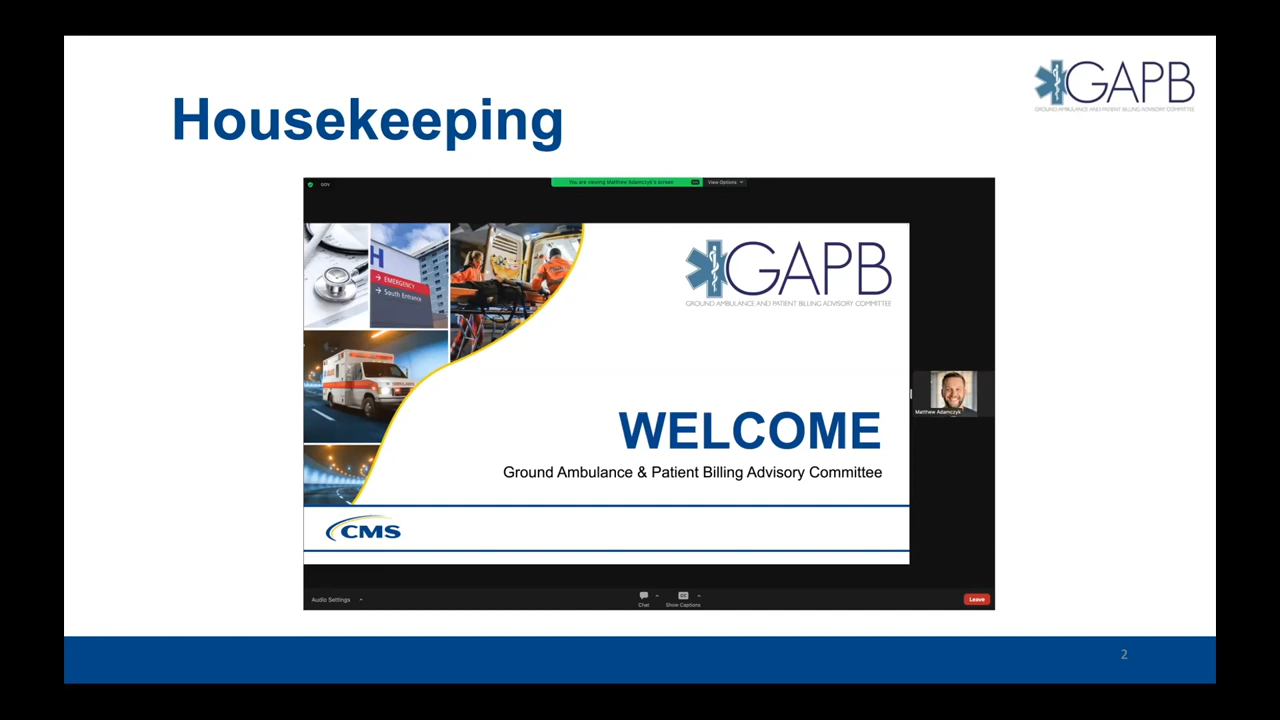 GAPB
GROUND AMBULANCE AND PATIENT BILLING ADVISORY COMMITTEE
Housekeeping
GOV
You are viewing Matthew Adamczyk's screen
View Options
H
EMERGENCY
South Entrance
GAPB
GROUND AMBULANCE AND PATIENT BILLING ADVISORY COMMITTEE
AMBULANCE
Matthew Adamczyk
WELCOME
Ground Ambulance & Patient Billing Advisory Committee
CMS
Audio Settings
Chat
Show Captions
Leave
2